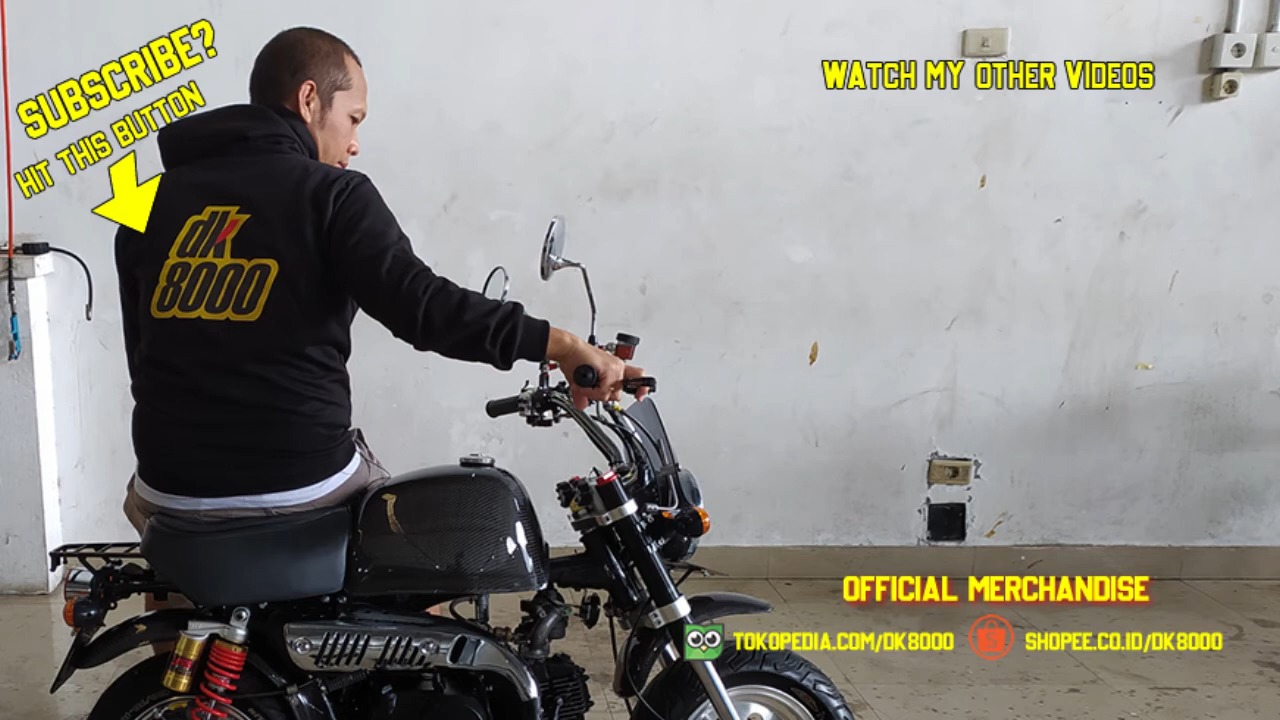 SUBSCRIBE?
HIT THIS BUTTON
WATCH MY OTHER VIDEOS
dk
8000
OFFICIAL MERCHANDISE
TOKOPEDIA.COM/DK8000
SHOPEE.CO.ID/DK8000